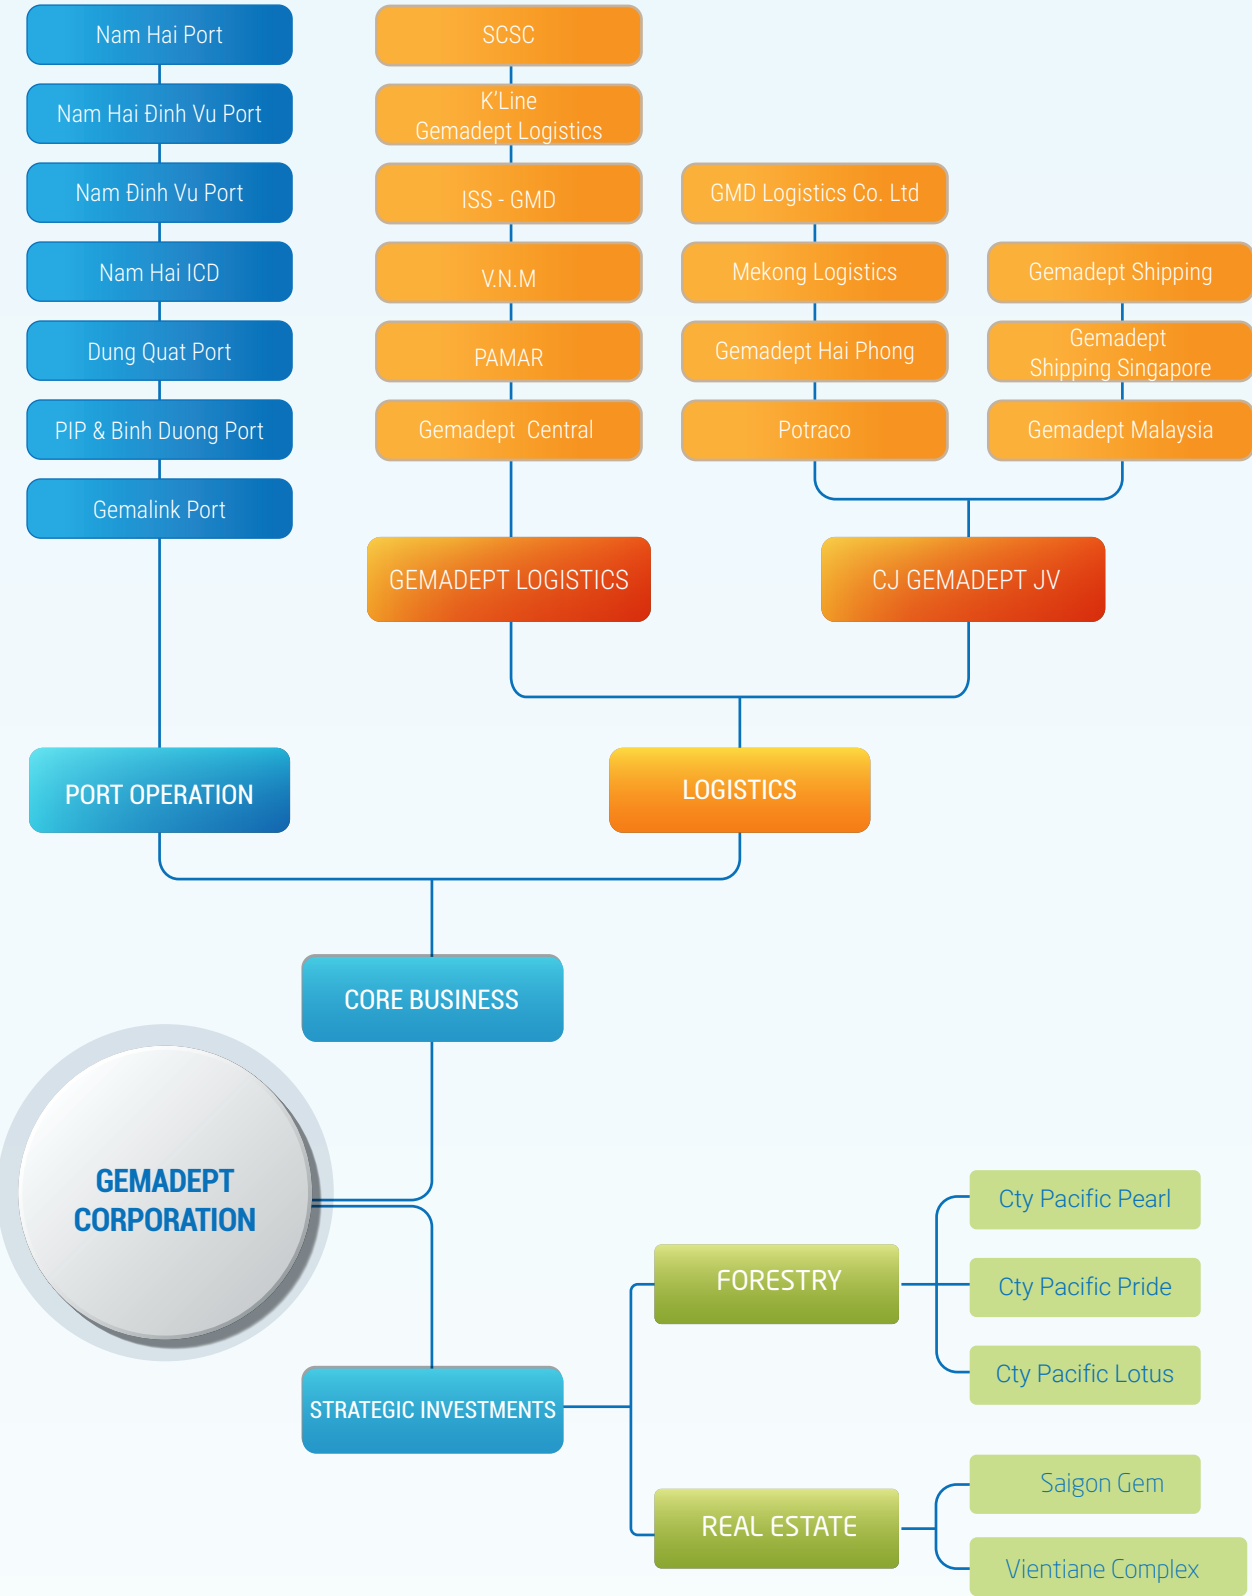 Nam Hai Port
Nam Hai Đinh Vu Port
Nam Đinh Vu Port
Nam Hai ICD
Dung Quat Port
PIP & Binh Duong Port
Gemalink Port
SCSC
K'Line
Gemadept Logistics
ISS - GMD
V.N.M
PAMAR
Gemadept Central
GMD Logistics Co. Ltd
Mekong Logistics
Gemadept Hai Phong
Potraco
Gemadept Shipping
Gemadept
Shipping Singapore
Gemadept Malaysia
GEMADEPT LOGISTICS
CJ GEMADEPT JV
PORT OPERATION
LOGISTICS
CORE BUSINESS
GEMADEPT
CORPORATION
STRATEGIC INVESTMENTS
FORESTRY
Cty Pacific Pearl
Cty Pacific Pride
Cty Pacific Lotus
REAL ESTATE
Saigon Gem
Vientiane Complex